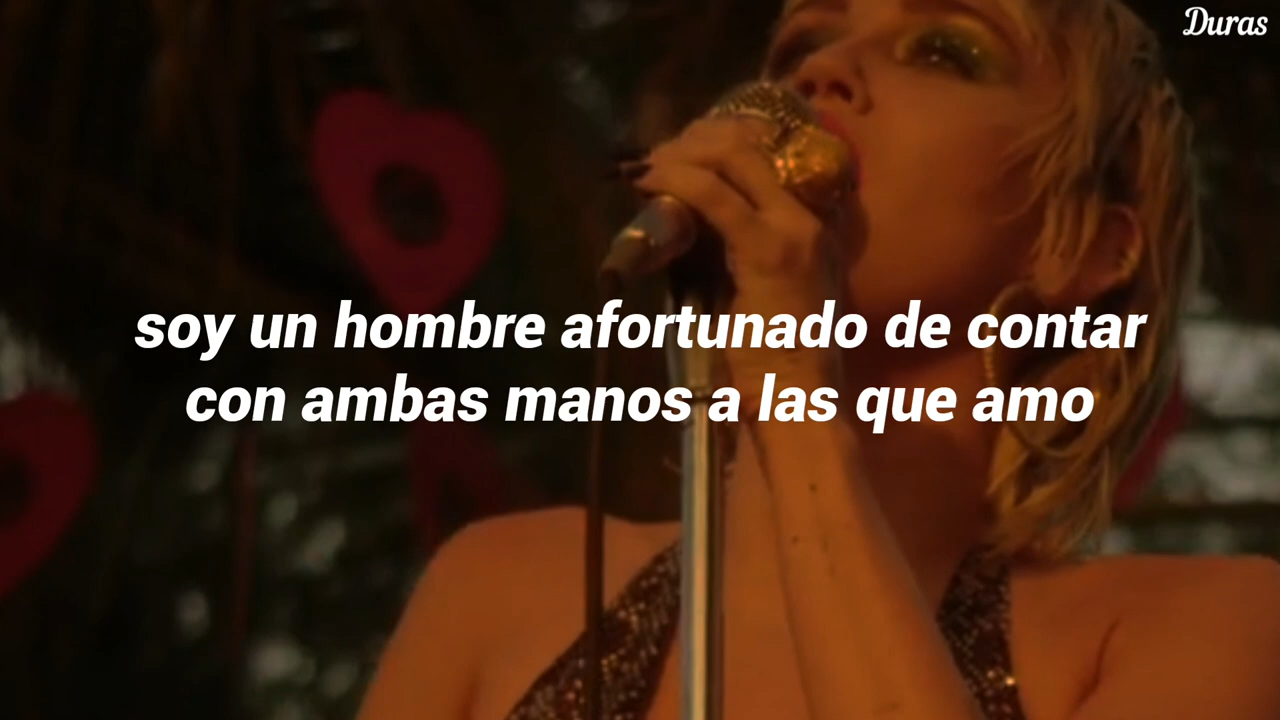 Duras
soy un hombre afortunado de contar
con ambas manos a las que amo